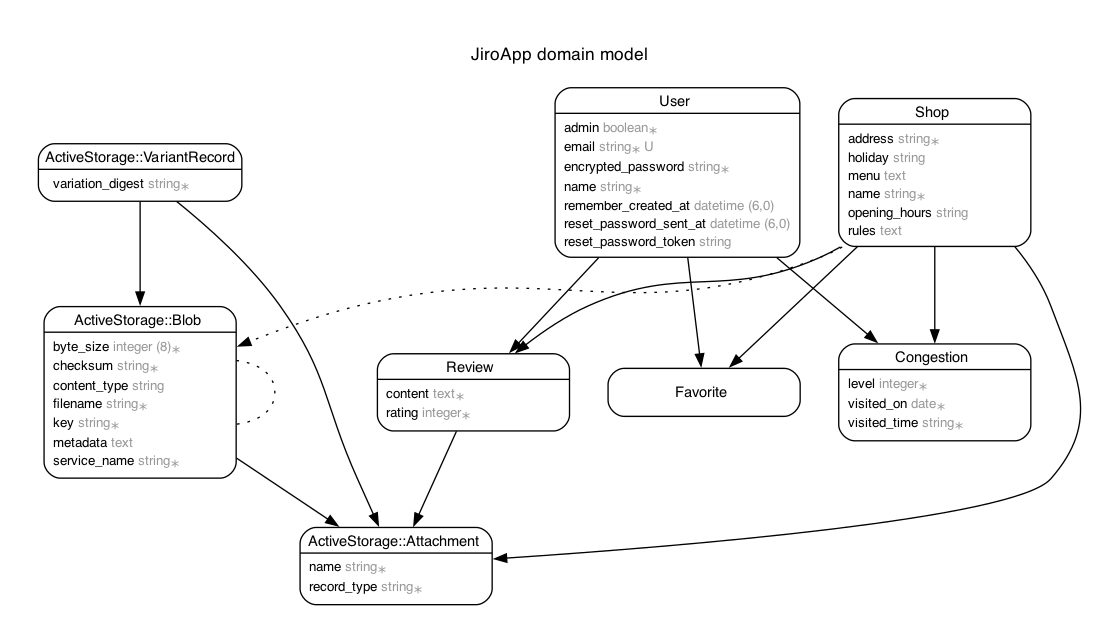 JiroApp domain model
User
admin boolean∗
email string∗ U
encrypted_password string∗
name string∗
remember_created_at datetime (6,0)
reset_password_sent_at datetime (6,0)
reset_password_token string
Shop
address string∗
holiday string
menu text
name string∗
opening_hours string
rules text
ActiveStorage::VariantRecord
variation_digest string∗
ActiveStorage::Blob
byte_size integer (8)∗
checksum string∗
content_type string
filename string∗
key string∗
metadata text
service_name string∗
Review
content text∗
rating integer∗
Favorite
Congestion
level integer∗
visited_on date∗
visited_time string∗
ActiveStorage::Attachment
name string∗
record_type string∗